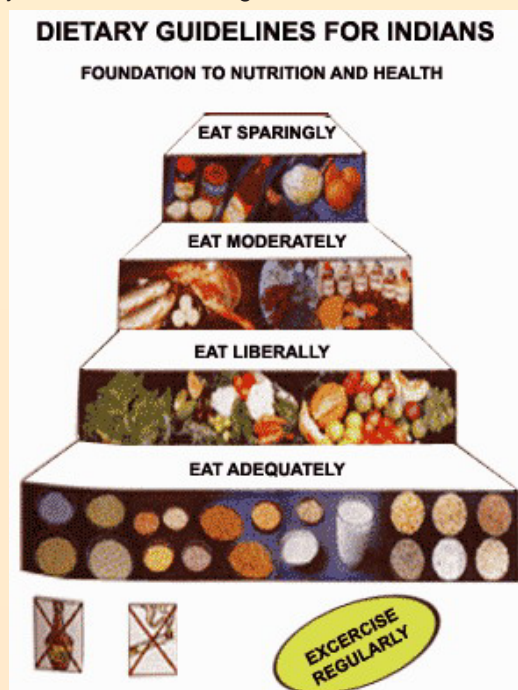 DIETARY GUIDELINES FOR INDIANS
FOUNDATION TO NUTRITION AND HEALTH
EAT SPARINGLY
EAT MODERATELY
EAT LIBERALLY
EAT ADEQUATELY
EXCERCISE
REGULARLY